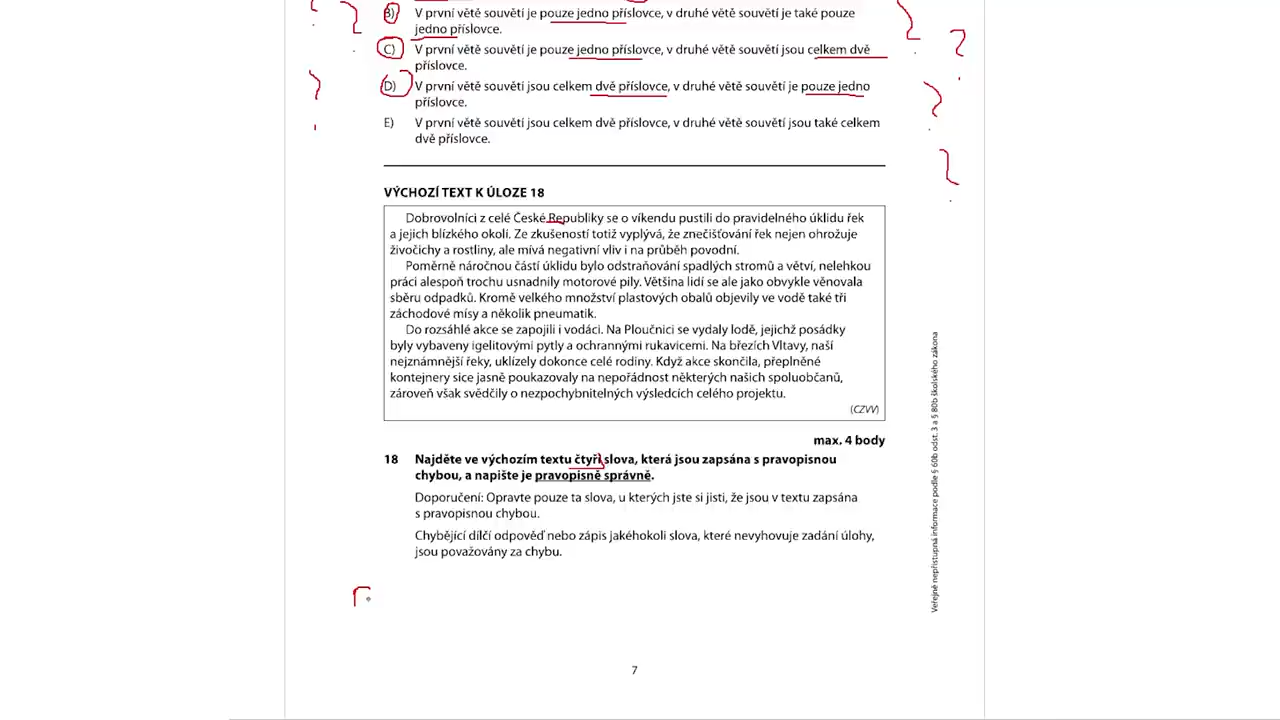 B) V první větě souvětí je pouze jedno příslovce, v druhé větě souvětí je také pouze
jedno příslovce.
C) V první větě souvětí je pouze jedno příslovce, v druhé větě souvětí jsou celkem dvě
příslovce.
D) V první větě souvětí jsou celkem dvě příslovce, v druhé větě souvětí je pouze jedno
příslovce.
E) V první větě souvětí jsou celkem dvě příslovce, v druhé větě souvětí jsou také celkem
dvě příslovce.
VÝCHOZÍ TEXT K ÚLOZE 18
Dobrovolníci z celé České Republiky se o víkendu pustili do pravidelného úklidu řek
a jejich blízkého okolí. Ze zkušeností totiž vyplývá, že znečišťování řek nejen ohrožuje
živočichy a rostliny, ale mívá negativní vliv i na průběh povodní.
Poměrně náročnou částí úklidu bylo odstraňování spadlých stromů a větví, nelehkou
práci alespoň trochu usnadnily motorové pily. Většina lidí se ale jako obvykle věnovala
sběru odpadků. Kromě velkého množství plastových obalů objevily ve vodě také tři
záchodové mísy a několik pneumatik.
Do rozsáhlé akce se zapojili i vodáci. Na Ploučnici se vydaly lodě, jejichž posádky
byly vybaveny igelitovými pytly a ochrannými rukavicemi. Na březích Vltavy, naší
nejznámnější řeky, uklízely dokonce celé rodiny. Když akce skončila, přeplněné
kontejnery sice jasně poukazovaly na nepořádnost některých našich spoluobčanů,
zároveň však svědčily o nezpochybnitelných výsledcích celého projektu.
(CZVV)
max. 4 body
18 Najděte ve výchozím textu čtyři slova, která jsou zapsána s pravopisnou
chybou, a napište je pravopisně správně.
Doporučení: Opravte pouze ta slova, u kterých jste si jisti, že jsou v textu zapsána
s pravopisnou chybou.
Chybějící dílčí odpověď nebo zápis jakéhokoli slova, které nevyhovuje zadání úlohy,
jsou považovány za chybu.
Veřejně nepřístupná informace podle § 60b odst. 3 a § 80b školského zákona
7